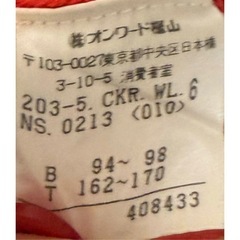 ㈱オンワード樫山
〒103-0027東京都中央区日本橋
3-10-5 消費者室
203-5. CKR. WL. 6
NS. 0213 〈010〉
B 94~ 98
T 162~170
408433